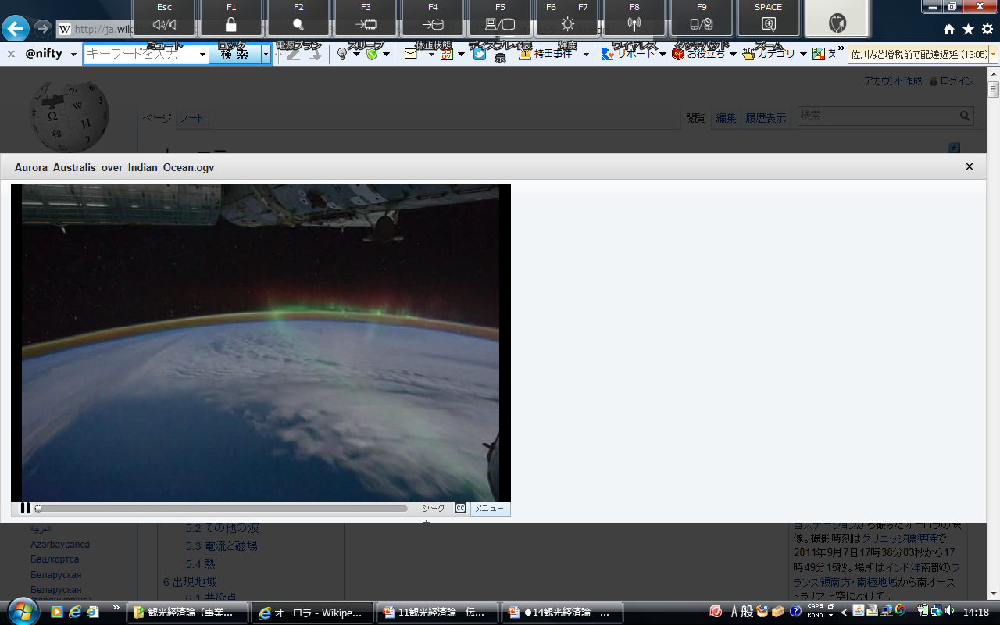 Esc
F1
F2
F3
F4
F5
F6 F7
F8
F9
SPACE
http://ja.wik
ミュート
ロック
電源プラン
スリープ
休止状態
ディスプレイ表示
輝度
ワイヤレス
タッチパッド
ズーム
@nifty
キーワードを入力
検 索
袴田事件
サポート
お役立ち
カテゴリ
英
佐川など増税前で配達遅延 (13:05)
アカウント作成
ログイン
ページ
ノート
閲覧
編集
履歴表示
検索
Aurora_Australis_over_Indian_Ocean.ogv
シーク
CC
メニュー
العربية
Azərbaycanca
Башҡортса
Беларуская
Беларуская
5.2 その他の波
5.3 電流と磁場
5.4 熱
6 出現地域
6.1 共役点
宙ステーションから撮ったオーロラの映
像。撮影時刻はグリニッジ標準時で
2011年9月7日17時38分03秒から17
時49分15秒。場所はインド洋南部のフ
ランス領南方・南極地域から南オース
トラリア上空にかけて。
観光経済論（事業...
オーロラ - Wikipe...
11観光経済論 伝...
●14観光経済論 ...
A 般
CAPS
KANA
14:18